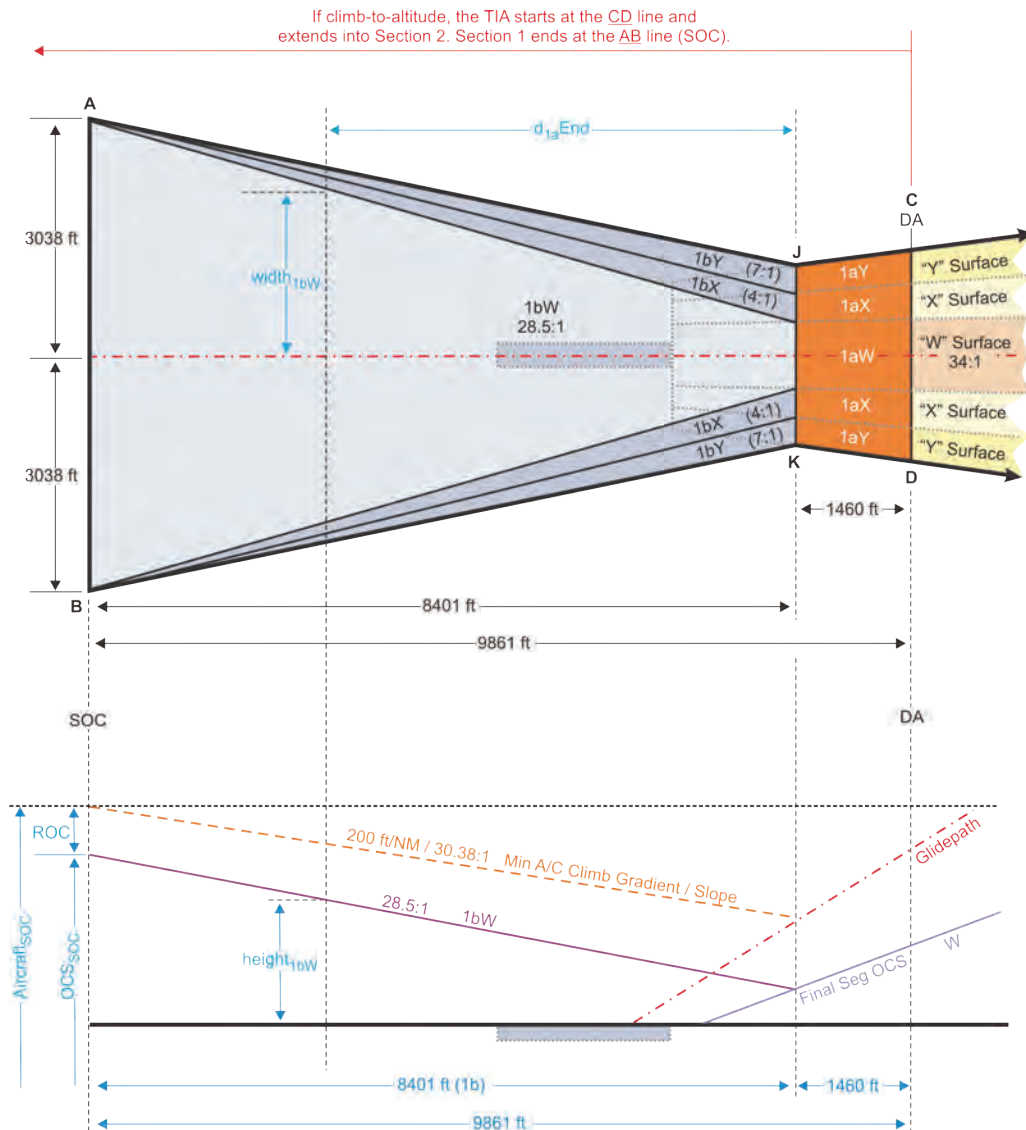 If climb-to-altitude, the TIA starts at the CD line and
extends into Section 2. Section 1 ends at the AB line (SOC).
A
d1aEnd
C
DA
3038 ft
width1bW
J
1bY (7:1)
1bX (4:1)
1aY
"Y" Surface
1aX
"X" Surface
1bW
28.5:1
1aW
"W" Surface
34:1
1bX (4:1)
1bY (7:1)
1aX
"X" Surface
1aY
"Y" Surface
3038 ft
K
D
1460 ft
B
8401 ft
9861 ft
SOC
DA
ROC
200 ft/NM / 30.38:1 Min A/C Climb Gradient / Slope
Glidepath
28.5:1 1bW
height1bW
AircraftSOC
OCSSOC
Final Seg OCS
W
8401 ft (1b)
1460 ft
9861 ft